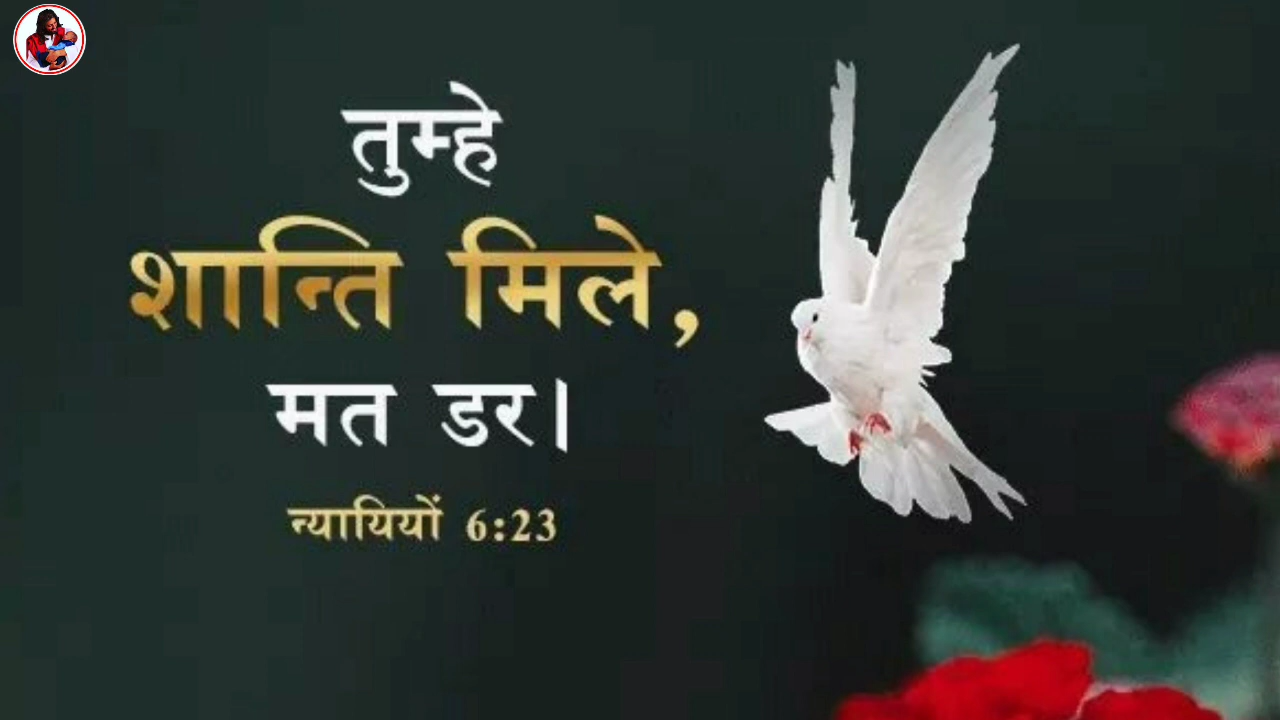 तुम्हे
शान्ति मिले,
मत डर।
न्यायियों 6:23